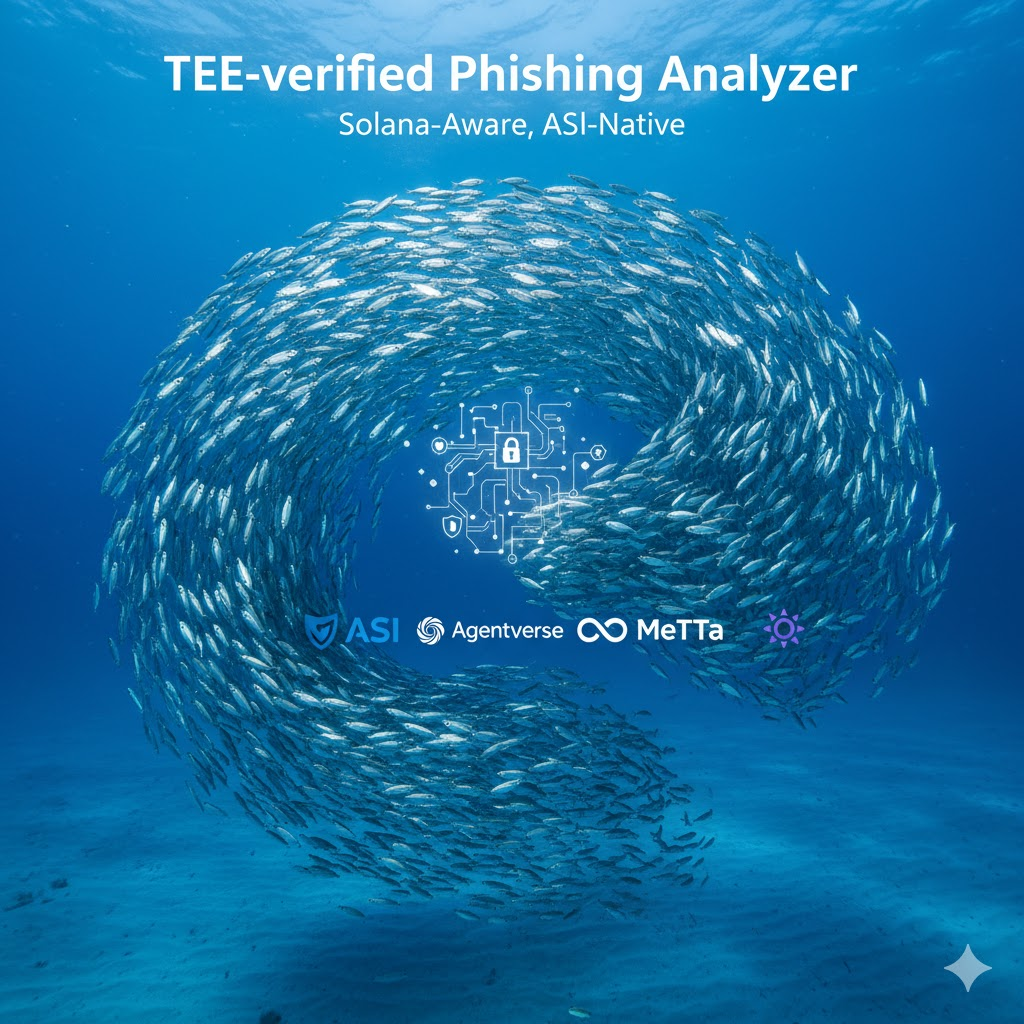 TEE-verified Phishing Analyzer
Solana-Aware, ASI-Native
ASI Agentverse MeTTa